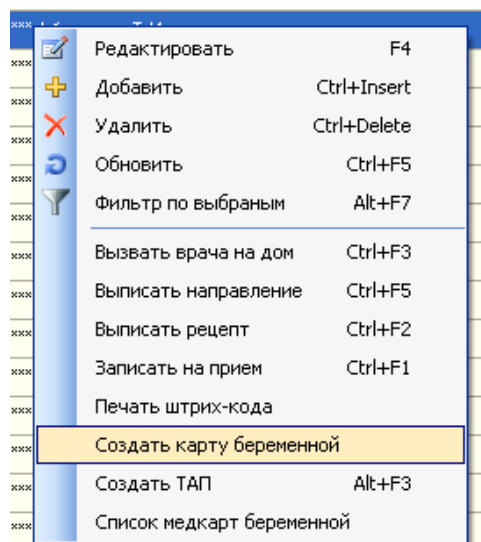 Редактировать F4
Добавить Ctrl+Insert
Удалить Ctrl+Delete
Обновить Ctrl+F5
Фильтр по выбраным Alt+F7
Вызвать врача на дом Ctrl+F3
Выписать направление Ctrl+F5
Выписать рецепт Ctrl+F2
Записать на прием Ctrl+F1
Печать штрих-кода
Создать карту беременной
Создать ТАП Alt+F3
Список медкарт беременной